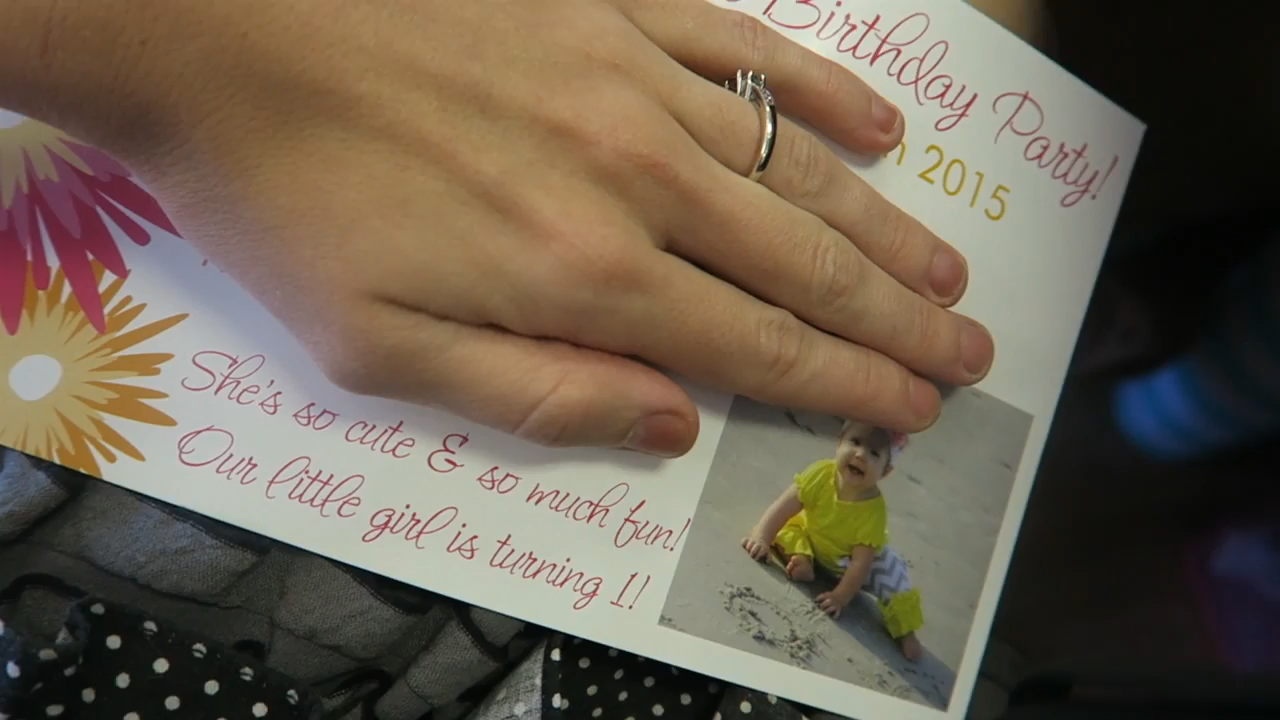 Birthday Party!
2015
She's so cute & so much fun!
Our little girl is turning 1!